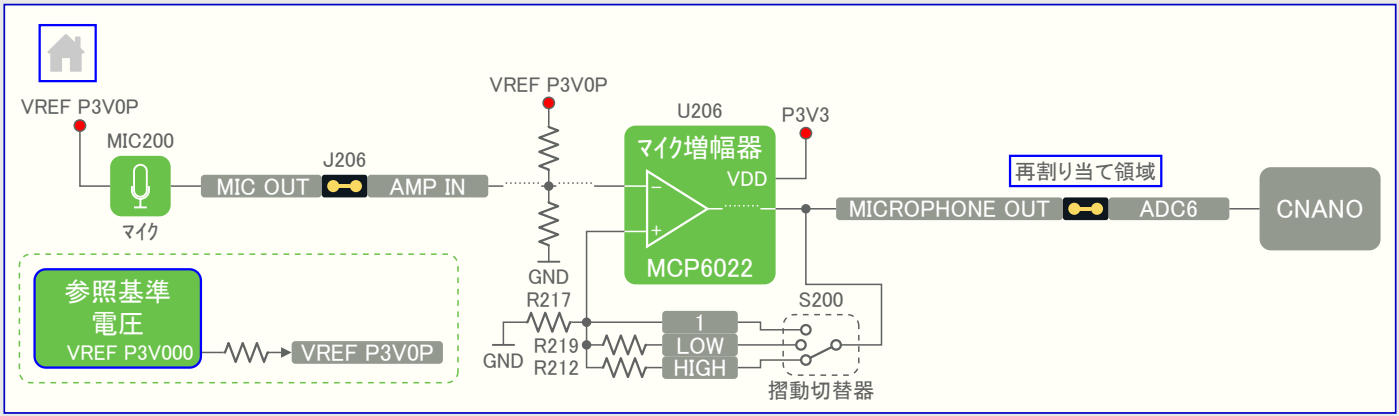 VREF P3V0P
MIC200
マイク
J206
MIC OUT
AMP IN
VREF P3V0P
GND
U206
マイク増幅器
VDD
−
+
MCP6022
P3V3
再割り当て領域
MICROPHONE OUT
ADC6
CNANO
参照基準
電圧
VREF P3V000
VREF P3V0P
R217
GND
R219
R212
1
LOW
HIGH
S200
摺動切替器